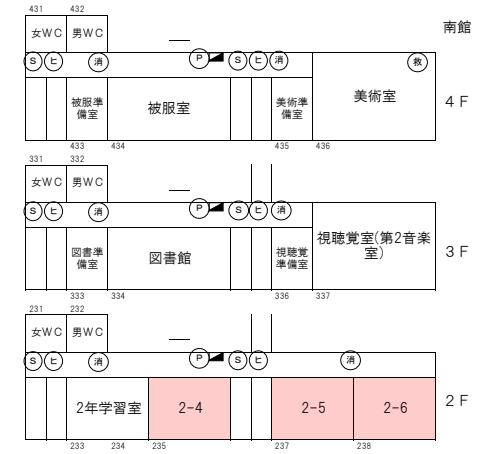 431 432
南館
女WC 男WC
S ヒ 消 P S ヒ 消 救
被服準
備室
被服室
美術準
備室
美術室
4F
433 434 435 436
331 332
女WC 男WC
S ヒ 消 P S ヒ 消
図書準
備室
図書館
視聴覚
準備室
視聴覚室(第2音楽
室)
3F
333 334 336 337
231 232
女WC 男WC
S ヒ 消 P S ヒ 消
2年学習室 2-4 2-5 2-6
2F
233 234 235 237 238